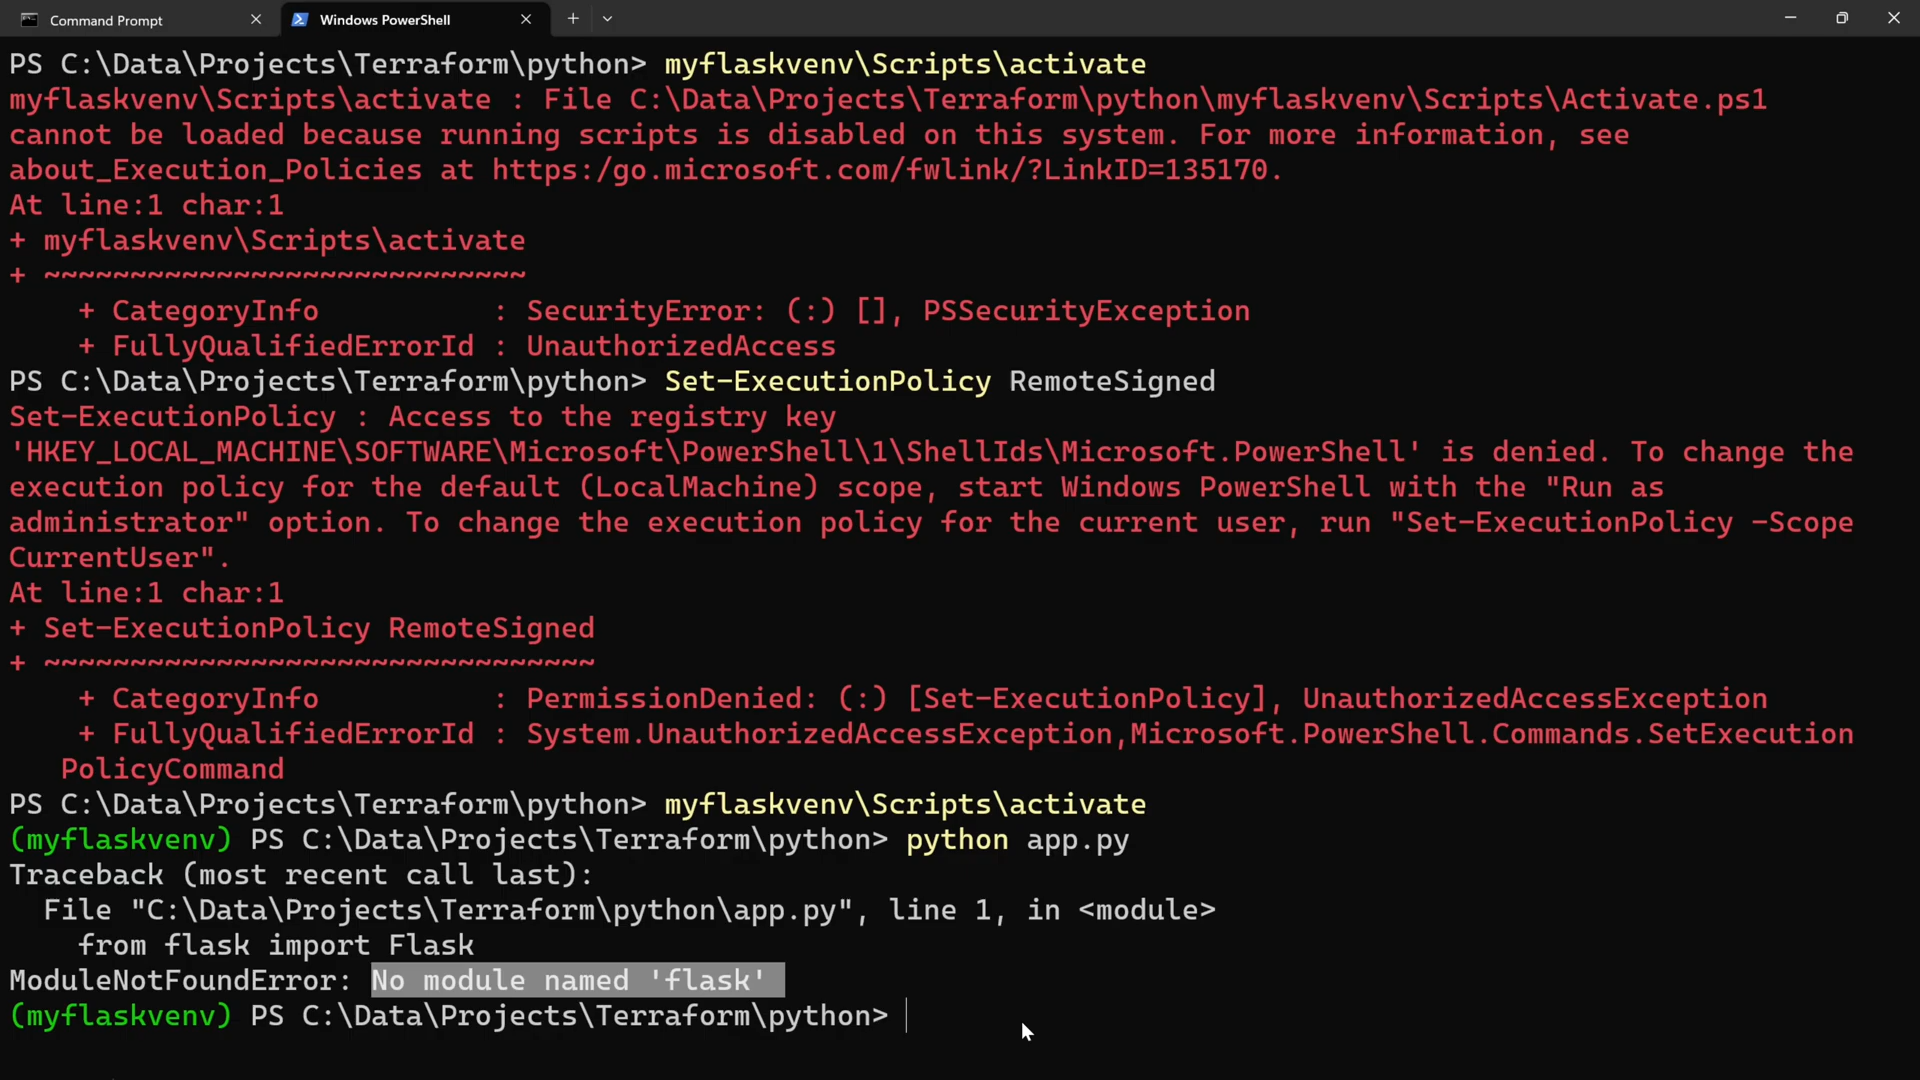 Command Prompt
Windows PowerShell
PS C:\Data\Projects\Terraform\python> myflaskvenv\Scripts\activate
myflaskvenv\Scripts\activate : File C:\Data\Projects\Terraform\python\myflaskvenv\Scripts\Activate.ps1
cannot be loaded because running scripts is disabled on this system. For more information, see
about_Execution_Policies at https:/go.microsoft.com/fwlink/?LinkID=135170.
At line:1 char:1
+ myflaskvenv\Scripts\activate
+ ~~~~~~~~~~~~~~~~~~~~~~~~~~~~
    + CategoryInfo          : SecurityError: (:) [], PSSecurityException
    + FullyQualifiedErrorId : UnauthorizedAccess
PS C:\Data\Projects\Terraform\python> Set-ExecutionPolicy RemoteSigned
Set-ExecutionPolicy : Access to the registry key
'HKEY_LOCAL_MACHINE\SOFTWARE\Microsoft\PowerShell\1\ShellIds\Microsoft.PowerShell' is denied. To change the
execution policy for the default (LocalMachine) scope, start Windows PowerShell with the "Run as
administrator" option. To change the execution policy for the current user, run "Set-ExecutionPolicy -Scope
CurrentUser".
At line:1 char:1
+ Set-ExecutionPolicy RemoteSigned
+ ~~~~~~~~~~~~~~~~~~~~~~~~~~~~~~~~
    + CategoryInfo          : PermissionDenied: (:) [Set-ExecutionPolicy], UnauthorizedAccessException
    + FullyQualifiedErrorId : System.UnauthorizedAccessException,Microsoft.PowerShell.Commands.SetExecution
   PolicyCommand
PS C:\Data\Projects\Terraform\python> myflaskvenv\Scripts\activate
(myflaskvenv) PS C:\Data\Projects\Terraform\python> python app.py
Traceback (most recent call last):
  File "C:\Data\Projects\Terraform\python\app.py", line 1, in <module>
    from flask import Flask
ModuleNotFoundError: No module named 'flask'
(myflaskvenv) PS C:\Data\Projects\Terraform\python>